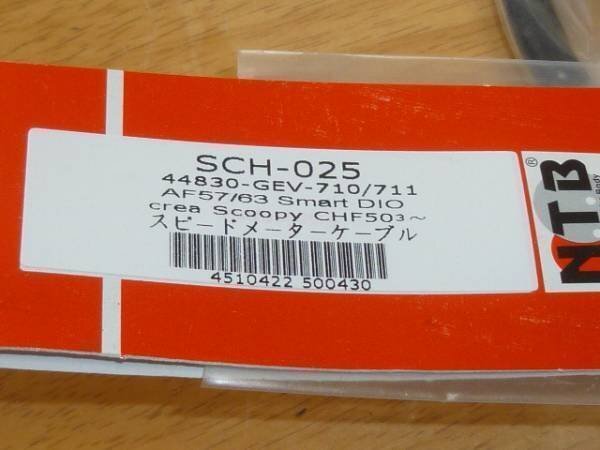 SCH-025
44830-GEV-710/711
AF57/63 Smart DIO
crea Scoopy CHF50³～
スピードメーターケーブル
4510422 500430
N.T.B
®
Body